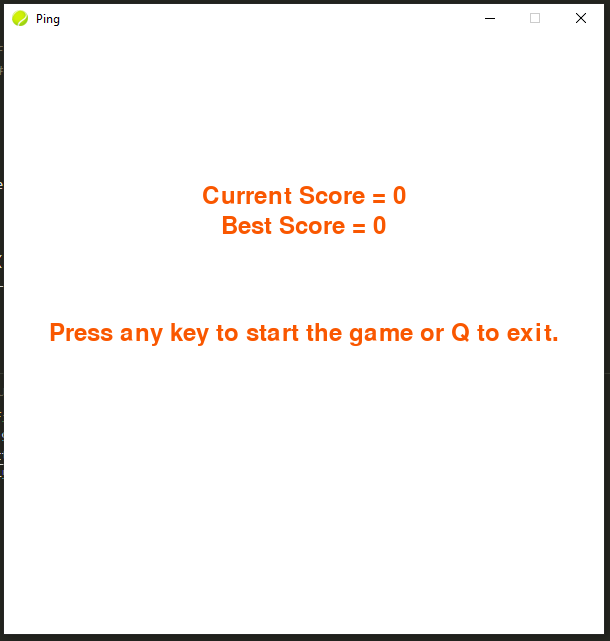 Ping
Current Score = 0
Best Score = 0
Press any key to start the game or Q to exit.